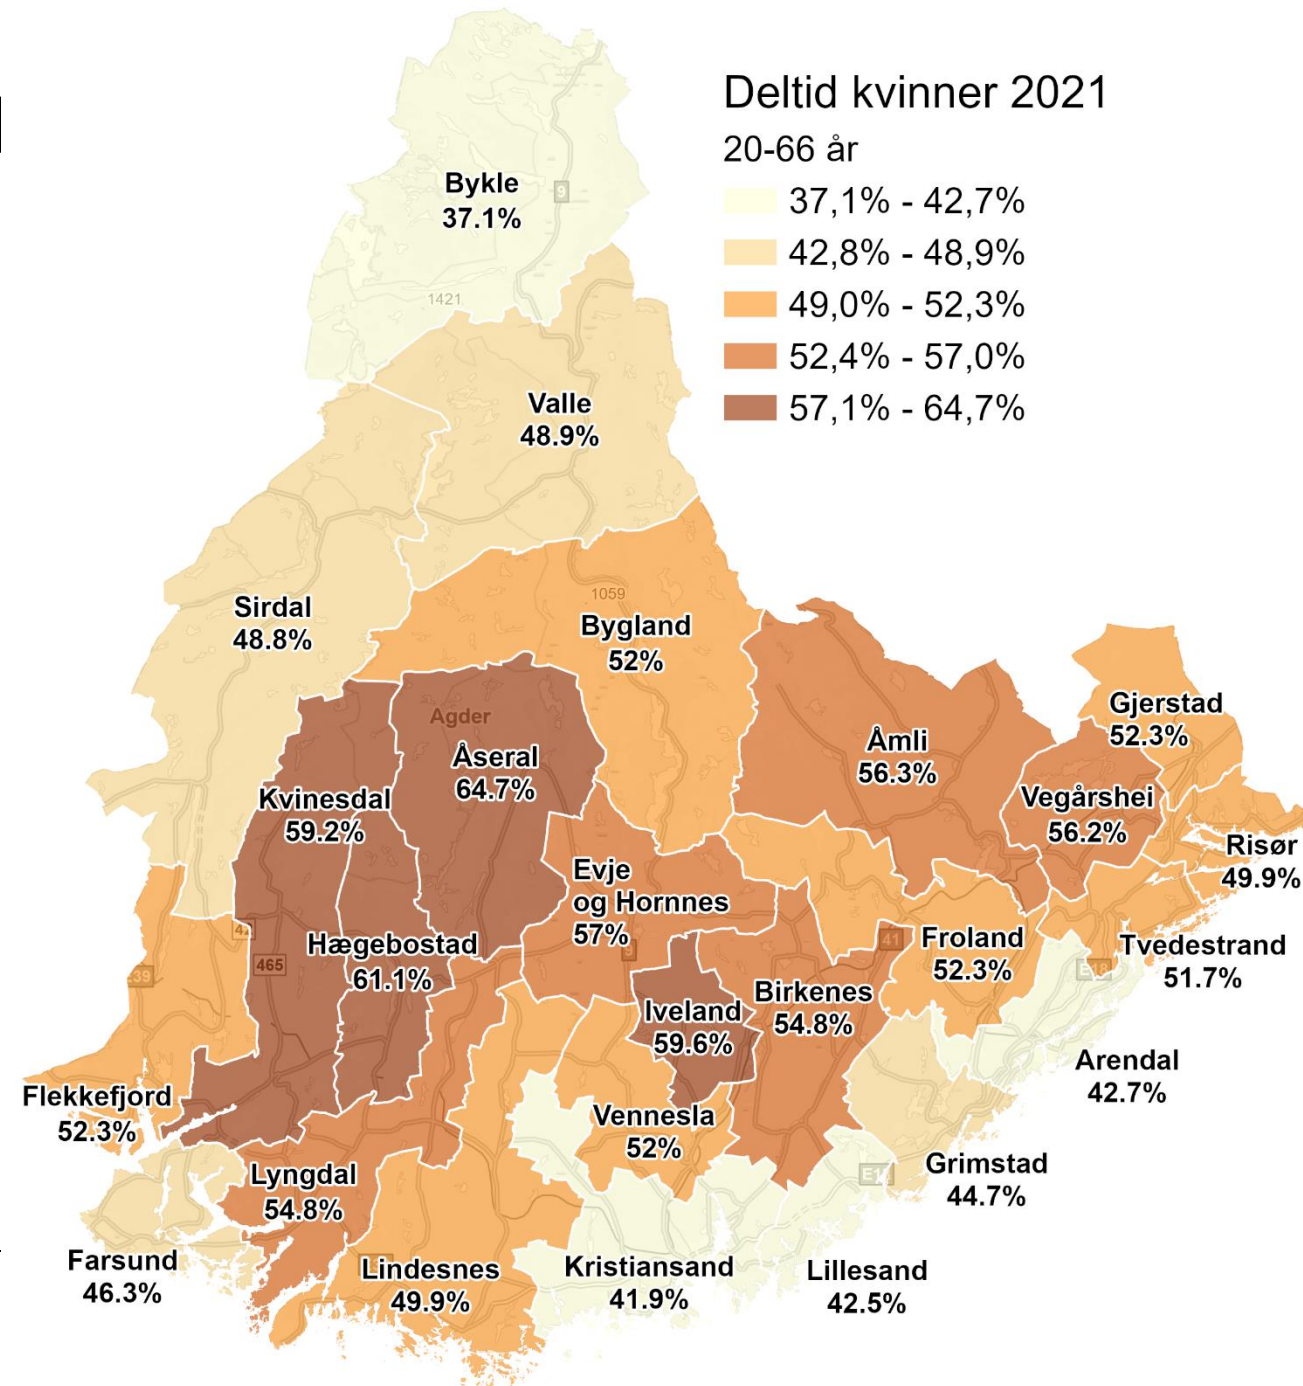 Deltid kvinner 2021
20-66 år
37,1% - 42,7%
42,8% - 48,9%
49,0% - 52,3%
52,4% - 57,0%
57,1% - 64,7%
Bykle
37.1%
9
1421
Valle
48.9%
1059
Sirdal
48.8%
Bygland
52%
Agder
Åseral
64.7%
Åmli
56.3%
Gjerstad
52.3%
Kvinesdal
59.2%
Vegårshei
56.2%
Risør
49.9%
Evje
og Hornnes
57%
9
Hægebostad
61.1%
42
465
E39
41
Froland
52.3%
Tvedestrand
51.7%
E18
Iveland
59.6%
Birkenes
54.8%
Arendal
42.7%
Flekkefjord
52.3%
Vennesla
52%
Lyngdal
54.8%
Grimstad
44.7%
Farsund
46.3%
Lindesnes
49.9%
Kristiansand
41.9%
Lillesand
42.5%